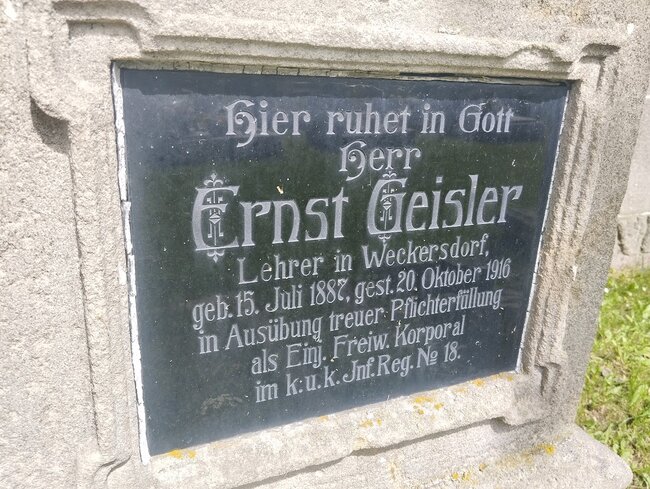 Hier ruhet in Gott
Herr
Ernst Geisler
Lehrer in Weckersdorf,
geb. 15. Juli 1887, gest. 20. Oktober 1916
in Ausübung treuer Pflichterfüllung
als Einj. Freiw. Korporal
im k. u. k. Jnf. Reg. № 18.